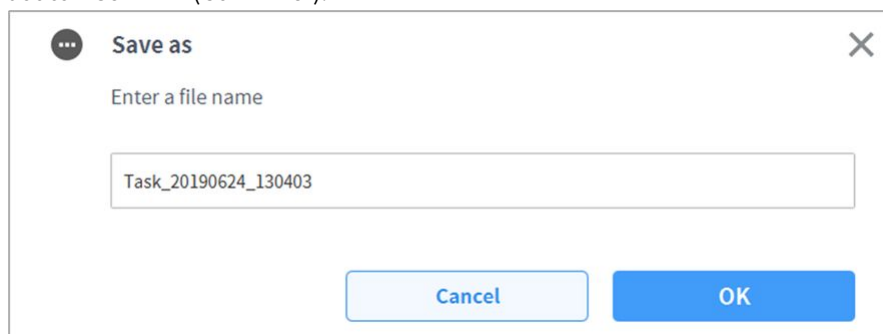 Save as
Enter a file name
Task_20190624_130403
Cancel
OK